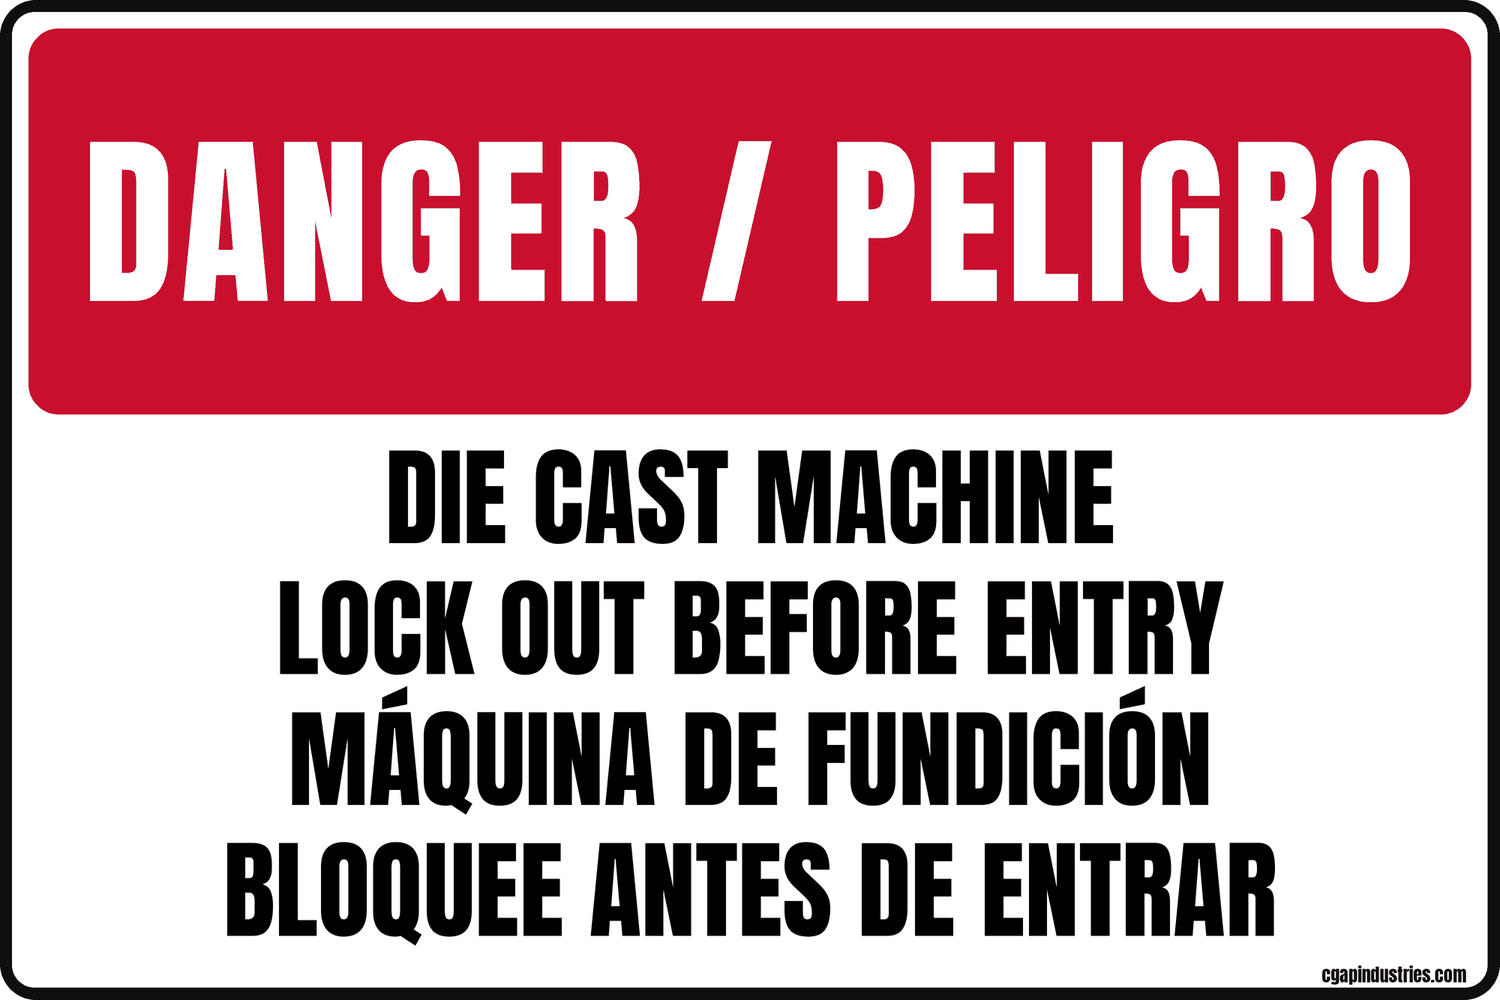 DANGER / PELIGRO
DIE CAST MACHINE
LOCK OUT BEFORE ENTRY
MÁQUINA DE FUNDICIÓN
BLOQUEE ANTES DE ENTRAR
cgapindustries.com